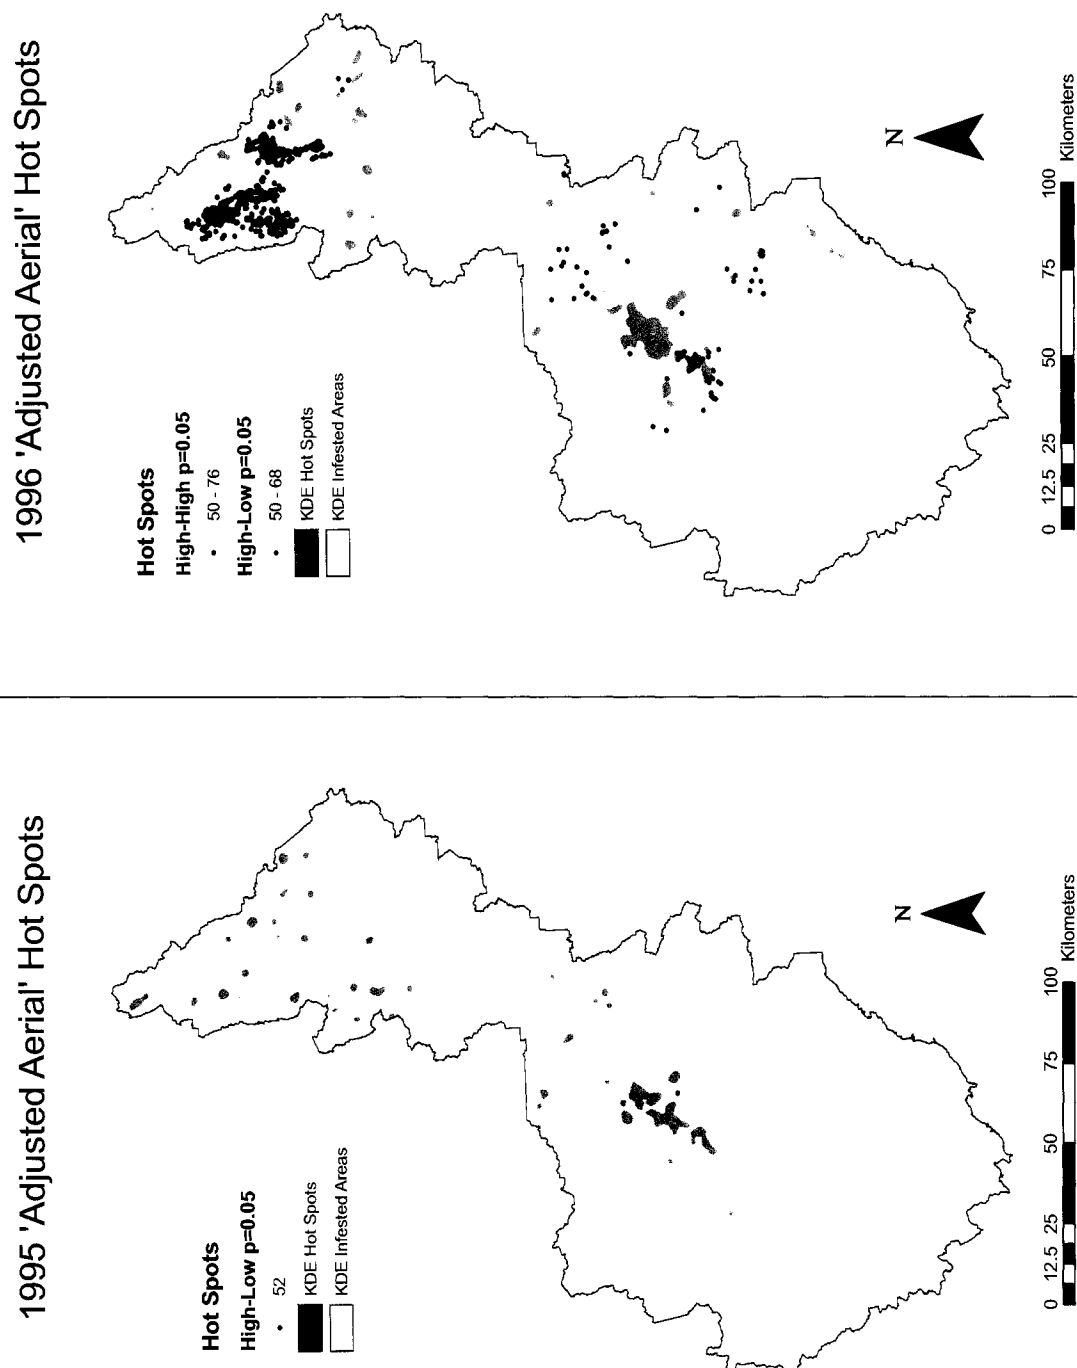 1995 'Adjusted Aerial' Hot Spots
Hot Spots
High-Low p=0.05
52
KDE Hot Spots
KDE Infested Areas
N
0 12.5 25 50 75 100
Kilometers
1996 'Adjusted Aerial' Hot Spots
Hot Spots
High-High p=0.05
50 - 76
High-Low p=0.05
50 - 68
KDE Hot Spots
KDE Infested Areas
N
0 12.5 25 50 75 100
Kilometers